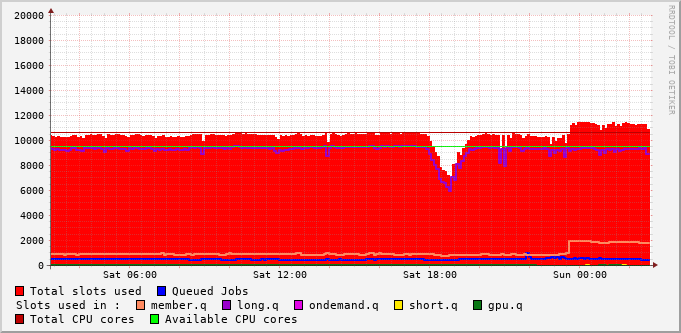 20000
18000
16000
14000
12000
10000
8000
6000
4000
2000
0
Sat 06:00 Sat 12:00 Sat 18:00 Sun 00:00
RRDTOOL / TOBI OETIKER
Total slots used Queued Jobs
Slots used in : member.q long.q ondemand.q short.q gpu.q
Total CPU cores Available CPU cores